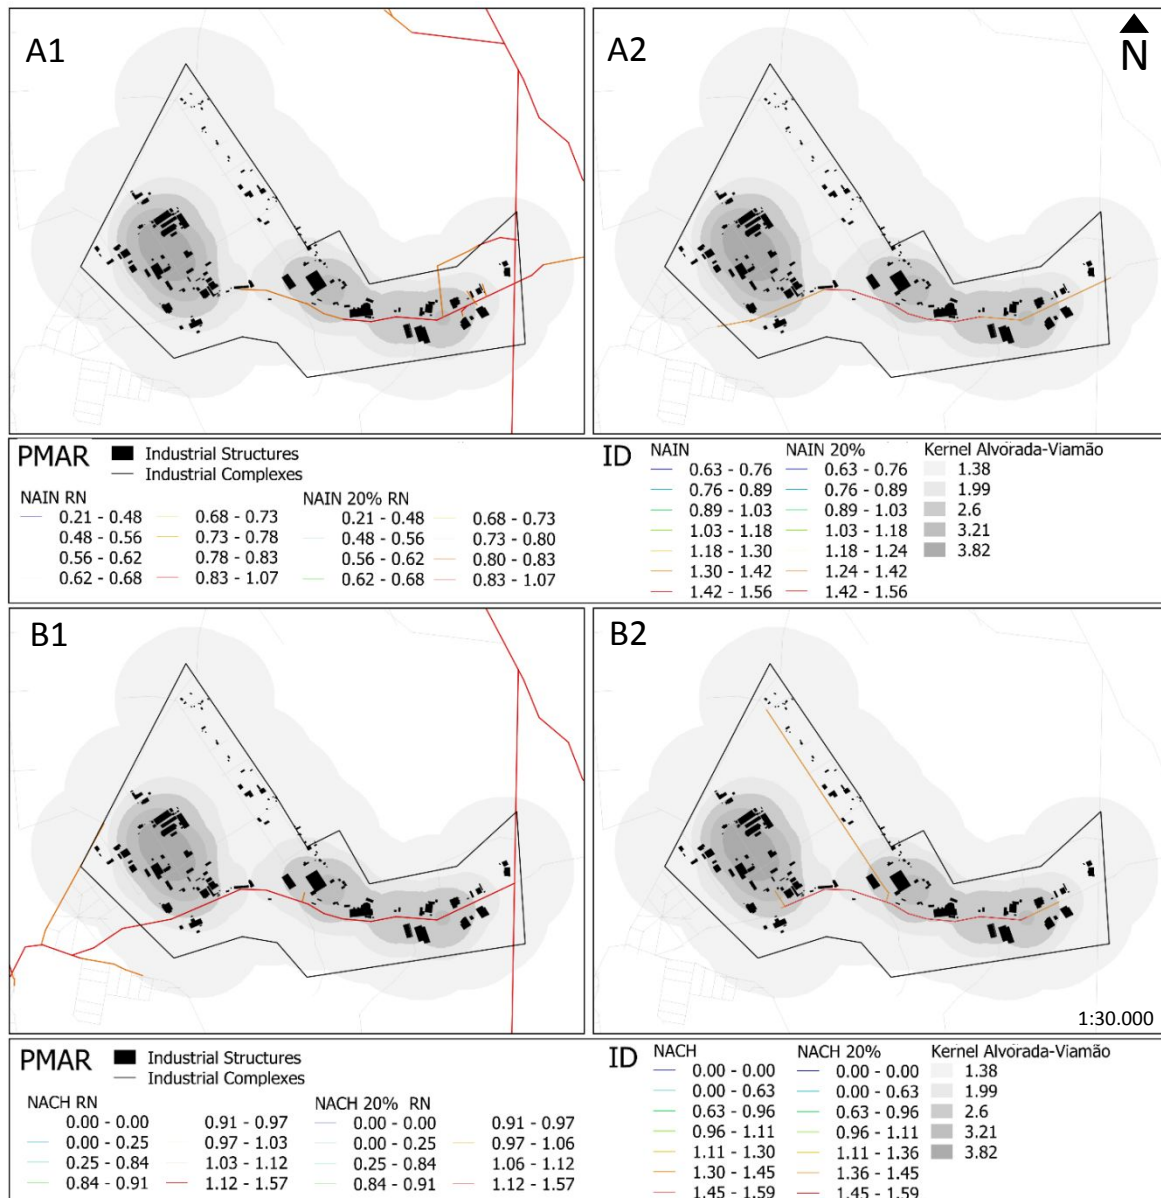 A1
A2
N
PMAR
Industrial Structures
Industrial Complexes
NAIN RN
0.21 - 0.48
0.48 - 0.56
0.56 - 0.62
0.62 - 0.68
0.68 - 0.73
0.73 - 0.78
0.78 - 0.83
0.83 - 1.07
NAIN 20% RN
0.21 - 0.48
0.48 - 0.56
0.56 - 0.62
0.62 - 0.68
0.68 - 0.73
0.73 - 0.80
0.80 - 0.83
0.83 - 1.07
ID
NAIN
0.63 - 0.76
0.76 - 0.89
0.89 - 1.03
1.03 - 1.18
1.18 - 1.30
1.30 - 1.42
1.42 - 1.56
NAIN 20%
0.63 - 0.76
0.76 - 0.89
0.89 - 1.03
1.03 - 1.18
1.18 - 1.24
1.24 - 1.42
1.42 - 1.56
Kernel Alvorada-Viamão
1.38
1.99
2.6
3.21
3.82
B1
B2
1:30.000
PMAR
Industrial Structures
Industrial Complexes
NACH RN
0.00 - 0.00
0.00 - 0.25
0.25 - 0.84
0.84 - 0.91
0.91 - 0.97
0.97 - 1.03
1.03 - 1.12
1.12 - 1.57
NACH 20% RN
0.00 - 0.00
0.00 - 0.25
0.25 - 0.84
0.84 - 0.91
0.91 - 0.97
0.97 - 1.06
1.06 - 1.12
1.12 - 1.57
ID
NACH
0.00 - 0.00
0.00 - 0.63
0.63 - 0.96
0.96 - 1.11
1.11 - 1.30
1.30 - 1.45
1.45 - 1.59
NACH 20%
0.00 - 0.00
0.00 - 0.63
0.63 - 0.96
0.96 - 1.11
1.11 - 1.36
1.36 - 1.45
1.45 - 1.59
Kernel Alvorada-Viamão
1.38
1.99
2.6
3.21
3.82